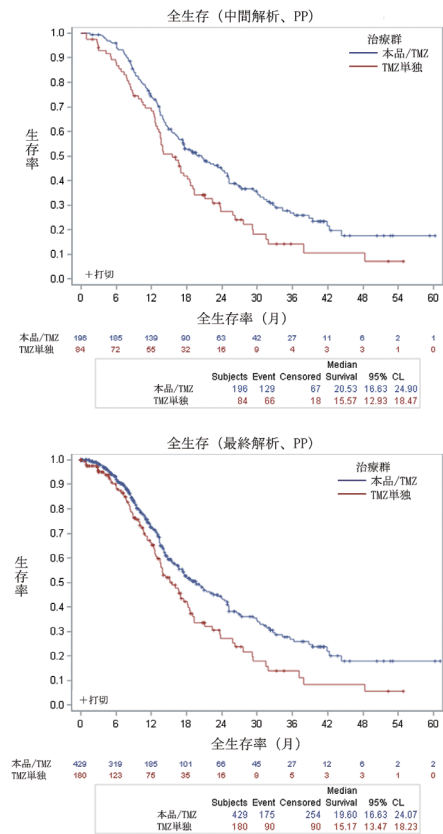 全生存（中間解析、PP）
治療群
本品/TMZ
TMZ単独
生存率
1.0
0.9
0.8
0.7
0.6
0.5
0.4
0.3
0.2
0.1
0.0
＋打切
0 6 12 18 24 30 36 42 48 54 60
全生存率（月）
本品/TMZ 196 185 139 90 63 42 27 11 6 2 1
TMZ単独 84 72 55 32 16 9 4 3 3 1 0
Median
Subjects Event Censored Survival 95% CL
本品/TMZ 196 129 67 20.53 16.63 24.90
TMZ単独 84 66 18 15.57 12.93 18.47
全生存（最終解析、PP）
治療群
本品/TMZ
TMZ単独
生存率
1.0
0.9
0.8
0.7
0.6
0.5
0.4
0.3
0.2
0.1
0.0
＋打切
0 6 12 18 24 30 36 42 48 54 60
全生存率（月）
本品/TMZ 429 319 185 101 66 45 27 12 6 2 2
TMZ単独 180 123 75 35 16 9 5 3 3 1 0
Median
Subjects Event Censored Survival 95% CL
本品/TMZ 429 175 254 19.60 16.63 24.07
TMZ単独 180 90 90 15.17 13.47 18.23